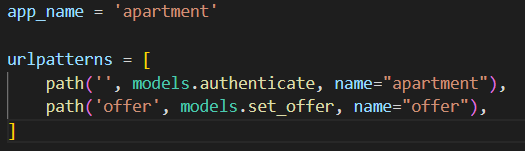 app_name = 'apartment'
urlpatterns = [
path('', models.authenticate, name="apartment"),
path('offer', models.set_offer, name="offer"),
]